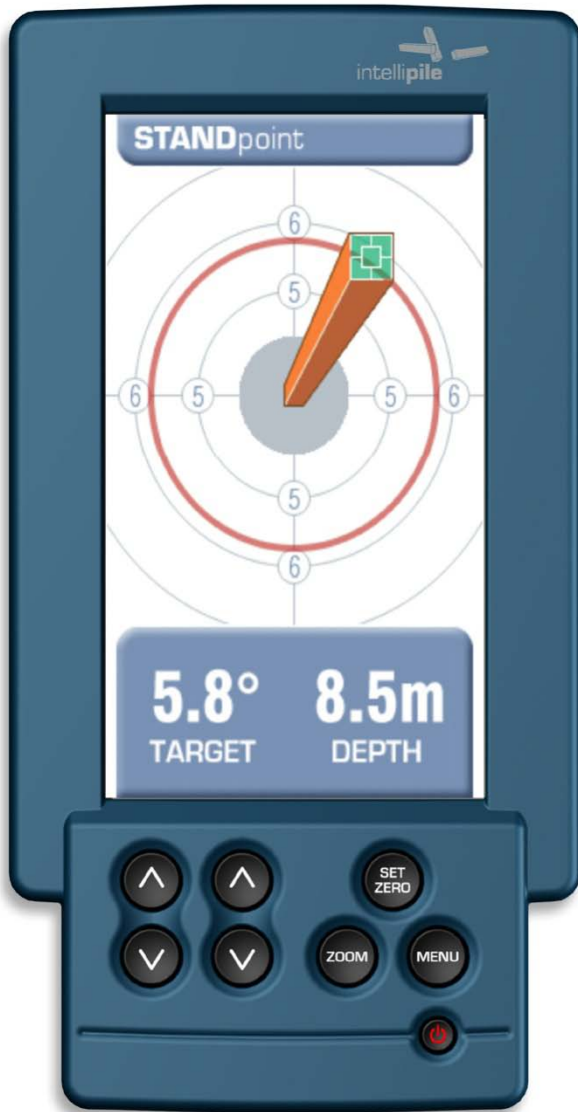 intellipile
STANDpoint
6
5
6 5 5 6
5
6
5.8° 8.5m
TARGET DEPTH
SET
ZERO
ZOOM MENU